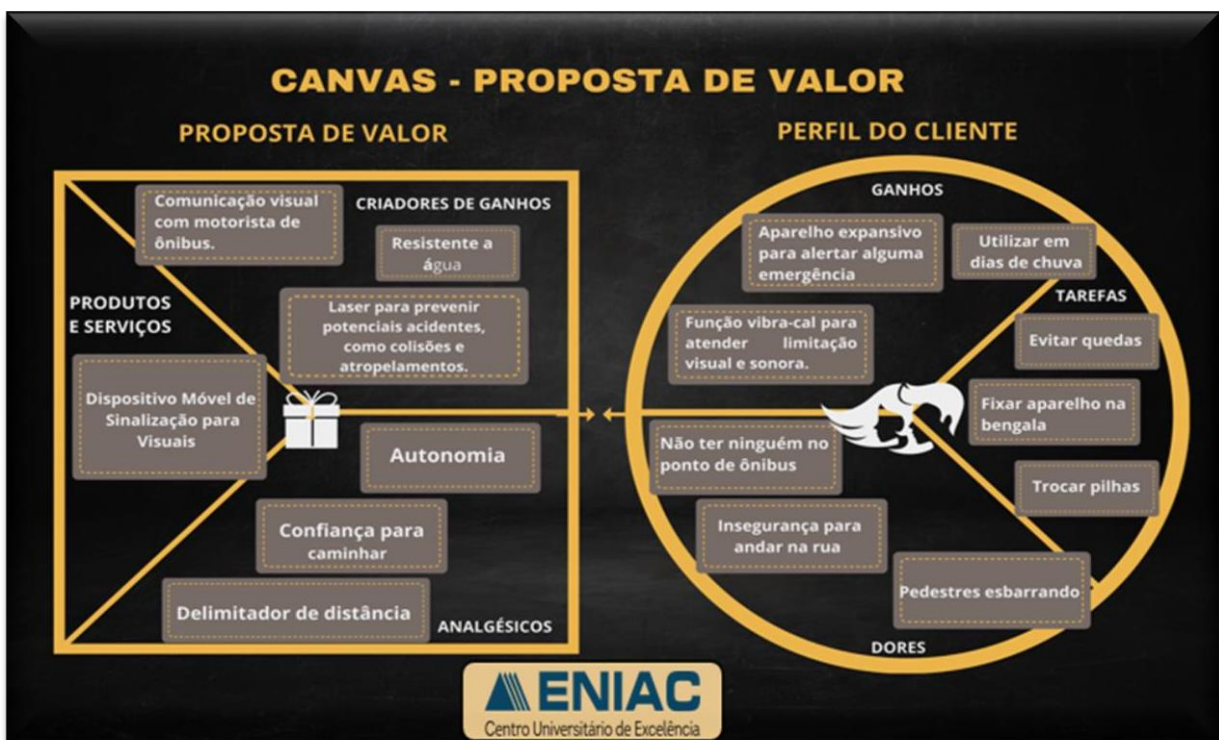 CANVAS - PROPOSTA DE VALOR
PROPOSTA DE VALOR
CRIADORES DE GANHOS
Comunicação visual
com motorista de
ônibus.
Resistente a
água
Laser para prevenir
potenciais acidentes,
como colisões e
atropelamentos.
PRODUTOS
E SERVIÇOS
Dispositivo Móvel de
Sinalização para
Visuais
Autonomia
Confiança para
caminhar
Delimitador de distância
ANALGÉSICOS
PERFIL DO CLIENTE
GANHOS
Aparelho expansivo
para alertar alguma
emergência
Utilizar em
dias de chuva
Função vibra-cal para
atender limitação
visual e sonora.
TAREFAS
Evitar quedas
Fixar aparelho na
bengala
Trocar pilhas
Não ter ninguém no
ponto de ônibus
Insegurança para
andar na rua
Pedestres esbarrando
DORES
ENIAC
Centro Universitário de Excelência